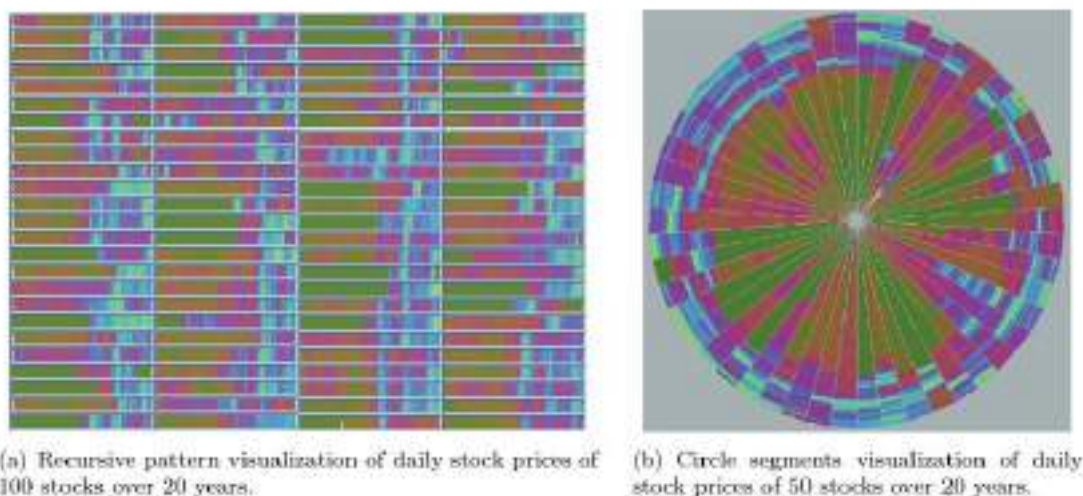 (a) Recursive pattern visualization of daily stock prices of
100 stocks over 20 years.
(b) Circle segments visualization of daily
stock prices of 50 stocks over 20 years.